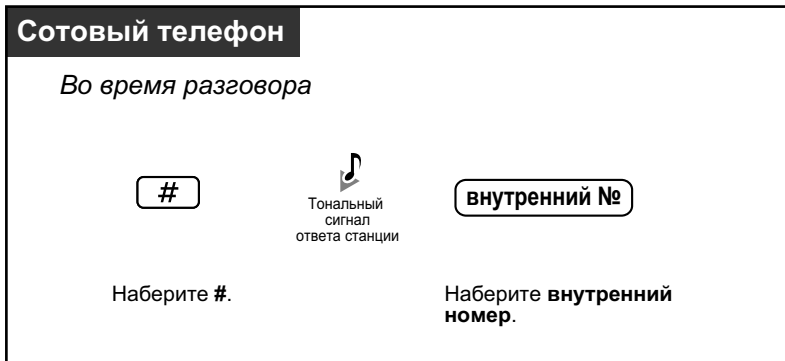 Сотовый телефон
Во время разговора
#
Тональный
сигнал
ответа станции
внутренний №
Наберите #.
Наберите внутренний
номер.